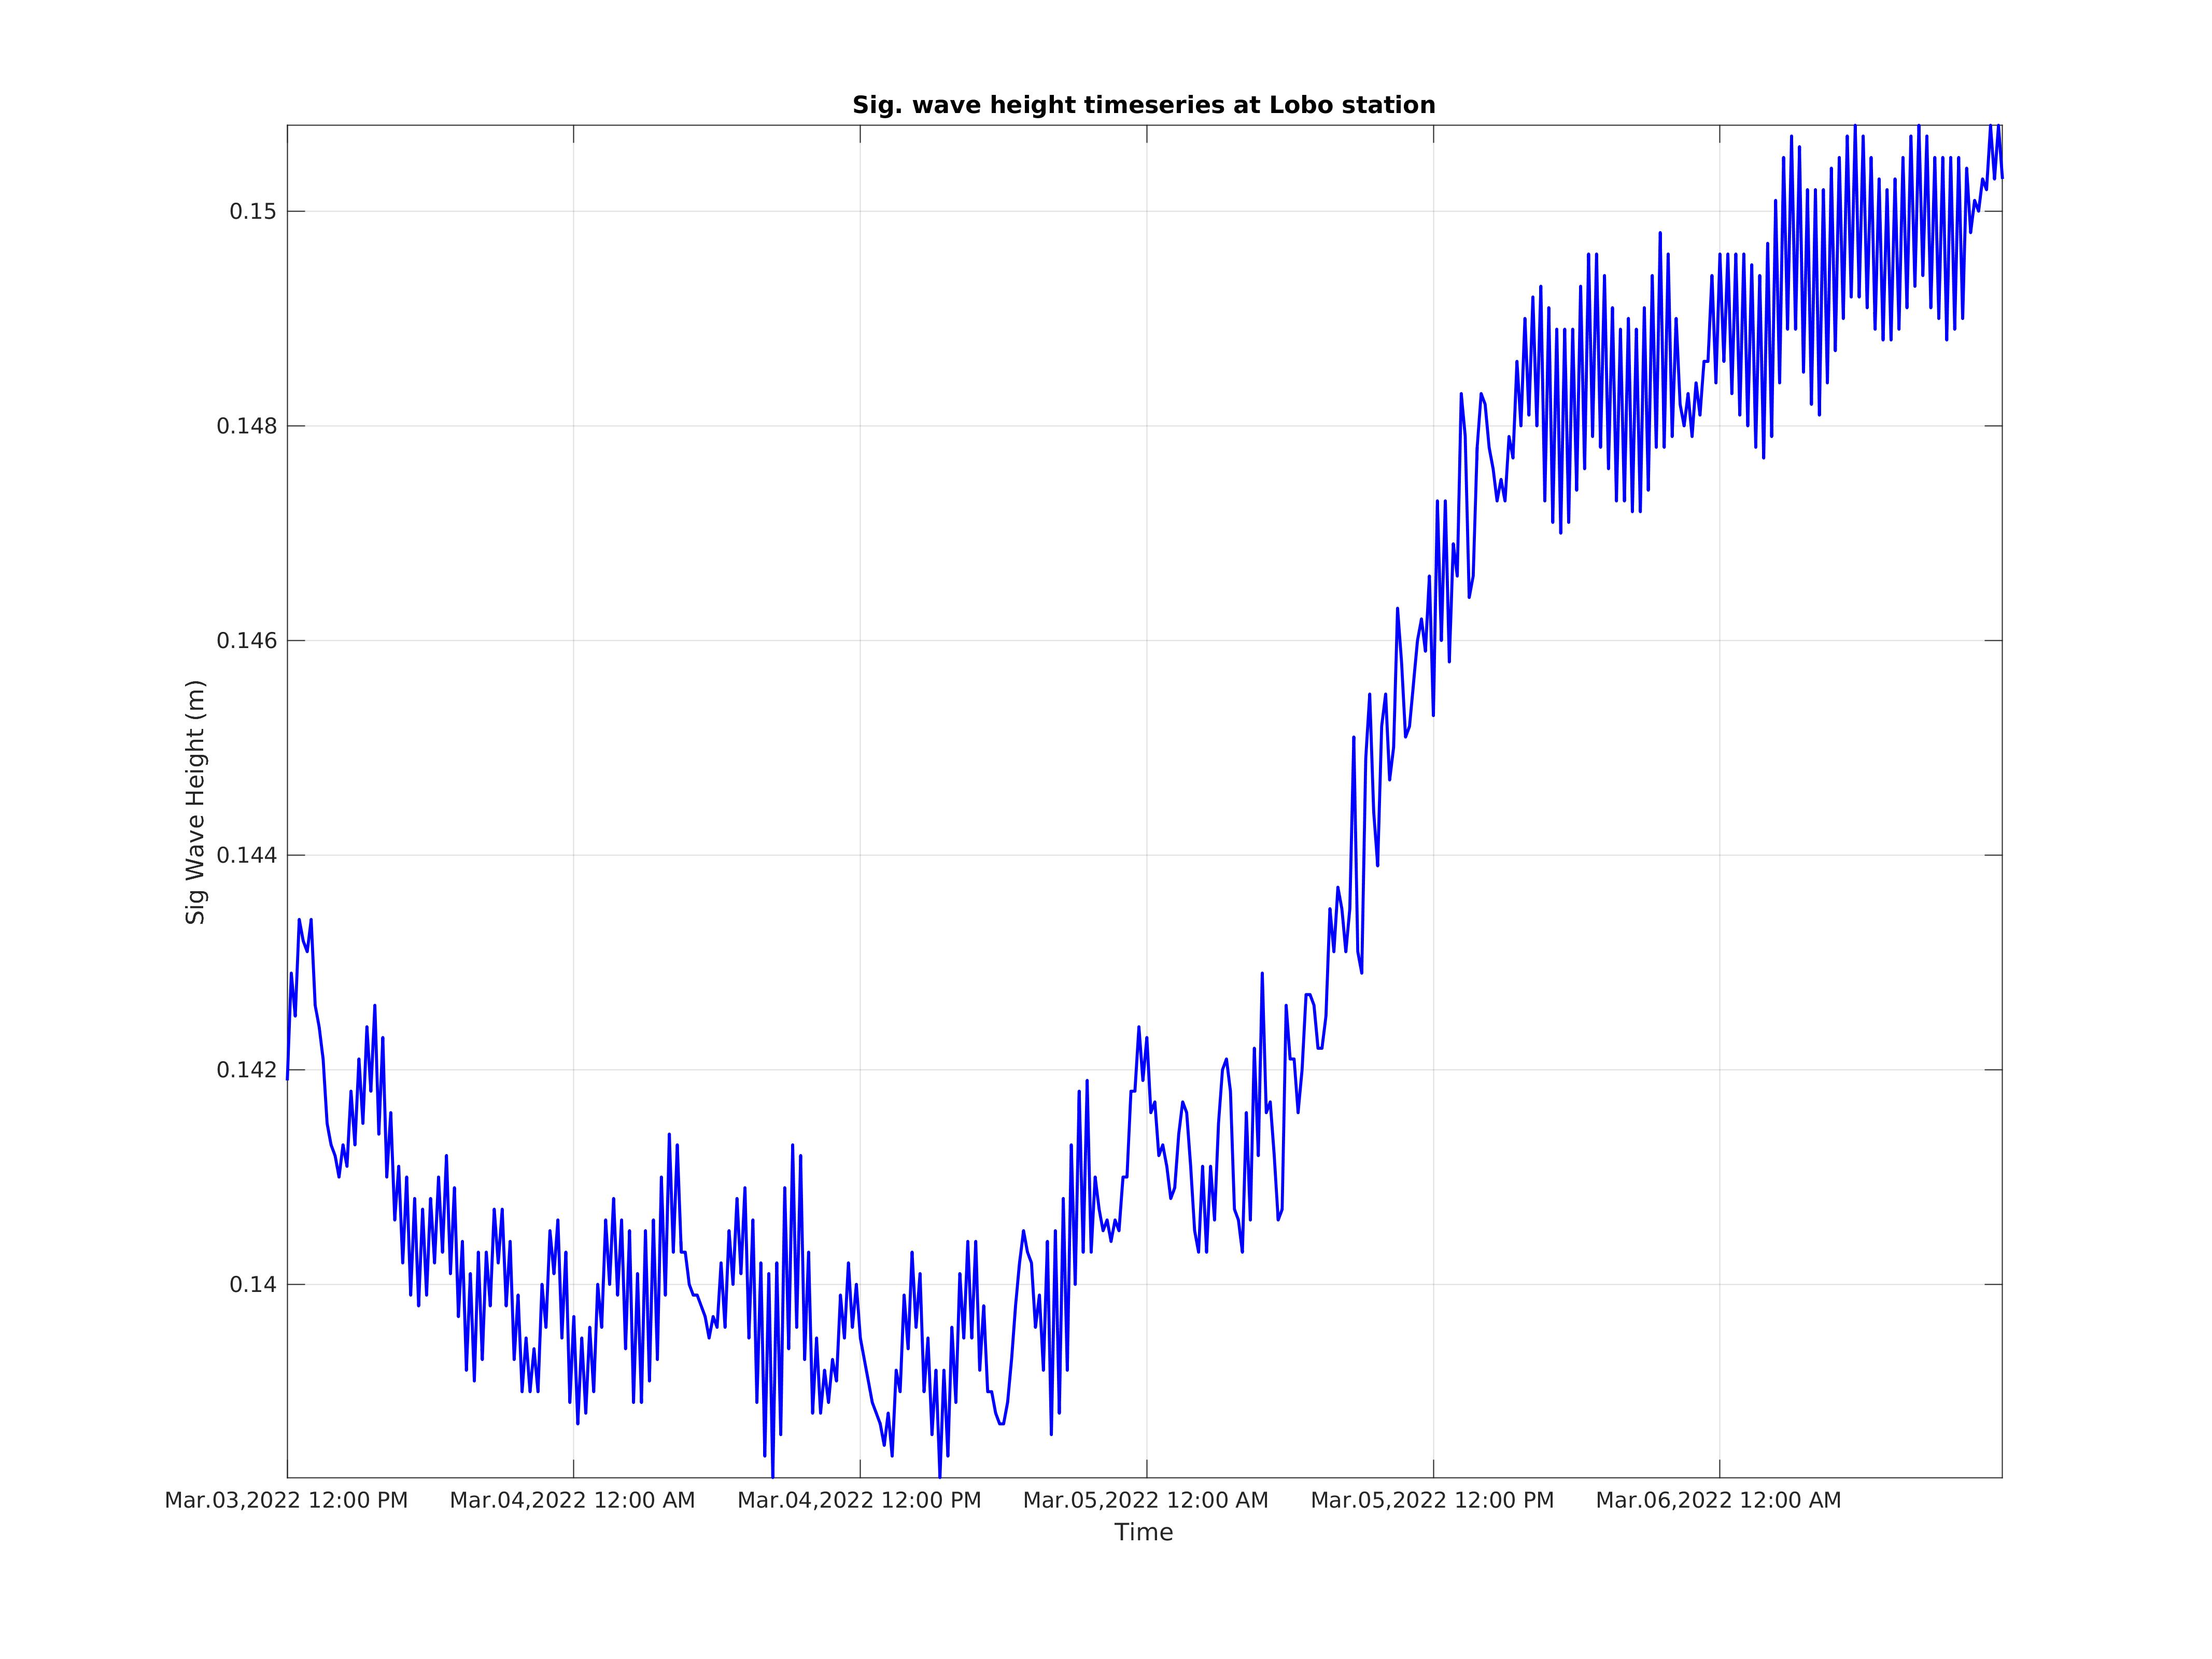 Sig. wave height timeseries at Lobo station
0.15
0.148
0.146
0.144
0.142
0.14
Sig Wave Height (m)
Mar.03,2022 12:00 PM Mar.04,2022 12:00 AM Mar.04,2022 12:00 PM Mar.05,2022 12:00 AM Mar.05,2022 12:00 PM Mar.06,2022 12:00 AM
Time